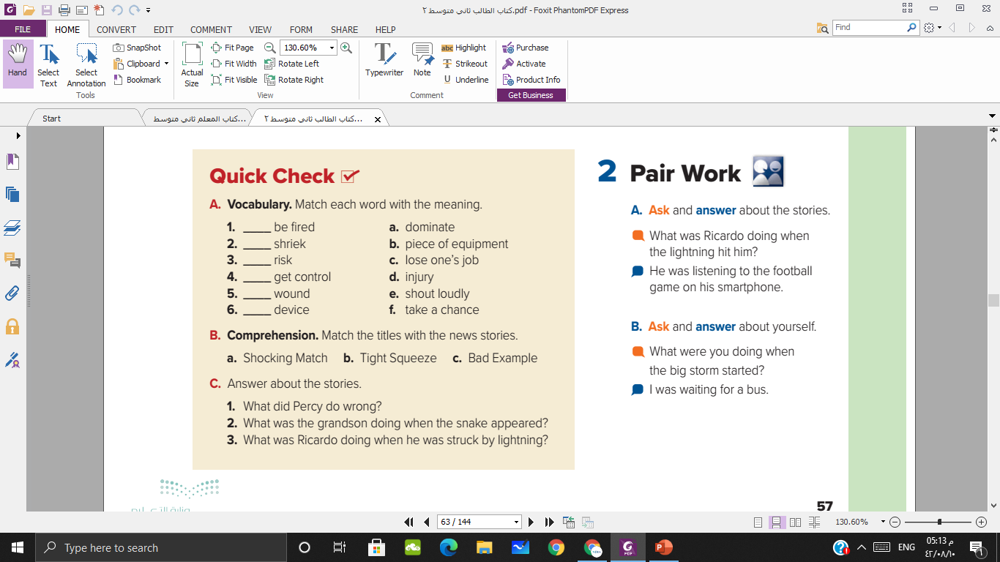 كتاب الطالب ثاني متوسط ٢.pdf - Foxit PhantomPDF Express
FILE HOME CONVERT EDIT COMMENT VIEW FORM SHARE HELP
Find
Hand
Select Text
Select Annotation
SnapShot
Clipboard
Bookmark
Tools
Actual Size
Fit Page
Fit Width
Fit Visible
130.60%
Rotate Left
Rotate Right
View
Typewriter
Note
Highlight
Strikeout
Underline
Comment
Purchase
Activate
Product Info
Get Business
Start
كتاب المعلم ثاني متوسط...
كتاب الطالب ثاني متوسط ٢...
Quick Check
A. Vocabulary. Match each word with the meaning.
1. ____ be fired a. dominate
2. ____ shriek b. piece of equipment
3. ____ risk c. lose one’s job
4. ____ get control d. injury
5. ____ wound e. shout loudly
6. ____ device f. take a chance
B. Comprehension. Match the titles with the news stories.
a. Shocking Match b. Tight Squeeze c. Bad Example
C. Answer about the stories.
1. What did Percy do wrong?
2. What was the grandson doing when the snake appeared?
3. What was Ricardo doing when he was struck by lightning?
2 Pair Work
A. Ask and answer about the stories.
What was Ricardo doing when
the lightning hit him?
He was listening to the football
game on his smartphone.
B. Ask and answer about yourself.
What were you doing when
the big storm started?
I was waiting for a bus.
57
63 / 144
130.60%
Type here to search
ENG
05:13 م
٤٢/٠٨/١٠